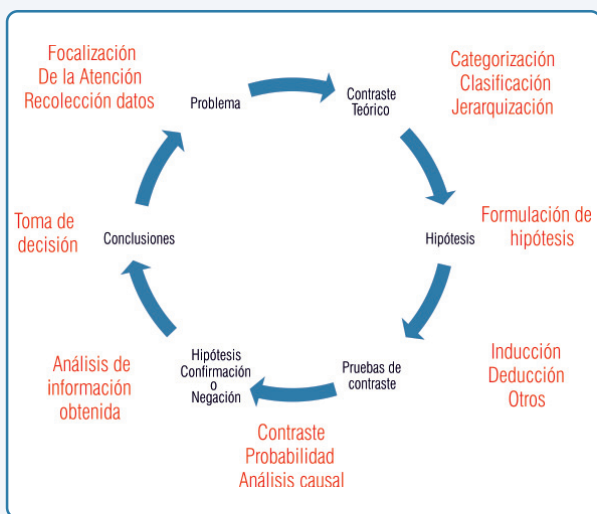 Focalización
De la Atención
Recolección datos
Problema
Contraste
Teórico
Categorización
Clasificación
Jerarquización
Toma de
decisión
Conclusiones
Hipótesis
Formulación de
hipótesis
Análisis de
información
obtenida
Hipótesis
Confirmación
o
Negación
Pruebas de
contraste
Inducción
Deducción
Otros
Contraste
Probabilidad
Análisis causal